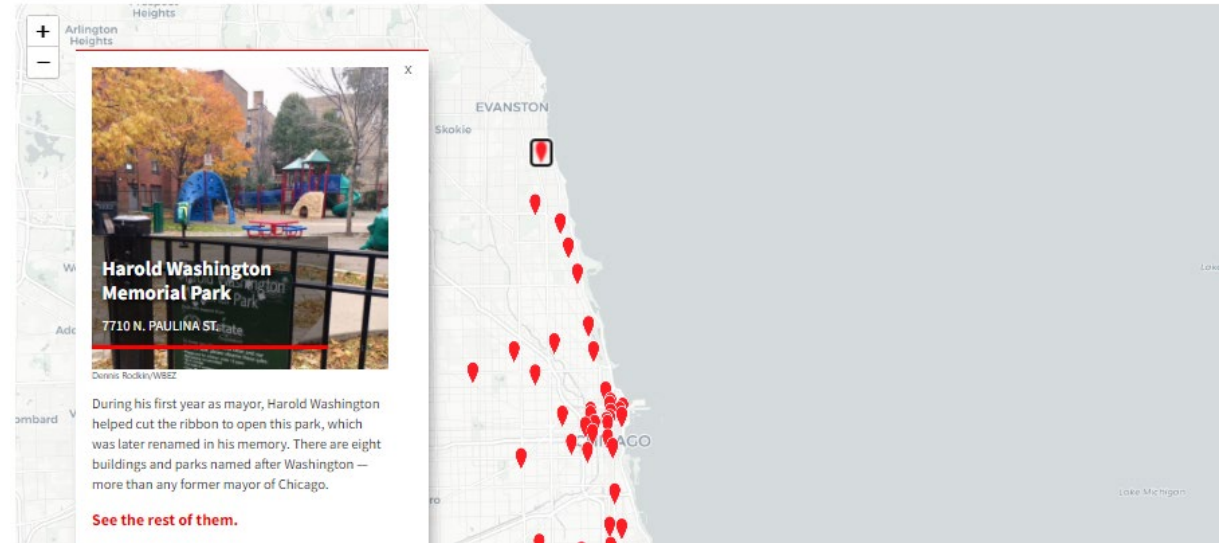 Heights
+
Arlington
Heights
−
x
EVANSTON
Skokie
Harold Washington
Memorial Park
7710 N. PAULINA ST.
Dennis Rodkin/WBEZ
During his first year as mayor, Harold Washington
helped cut the ribbon to open this park, which
was later renamed in his memory. There are eight
buildings and parks named after Washington —
more than any former mayor of Chicago.
See the rest of them.
CHICAGO
Lake Michigan